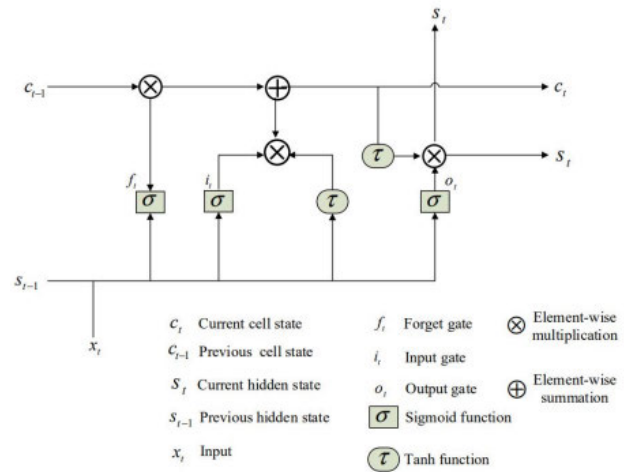 s_t
c_{t-1}
c_t
τ
s_t
f_t
i_t
o_t
σ
σ
τ
σ
s_{t-1}
x_t
c_t Current cell state
c_{t-1} Previous cell state
s_t Current hidden state
s_{t-1} Previous hidden state
x_t Input
f_t Forget gate
i_t Input gate
o_t Output gate
σ Sigmoid function
τ Tanh function
⊗ Element-wise
multiplication
⊕ Element-wise
summation